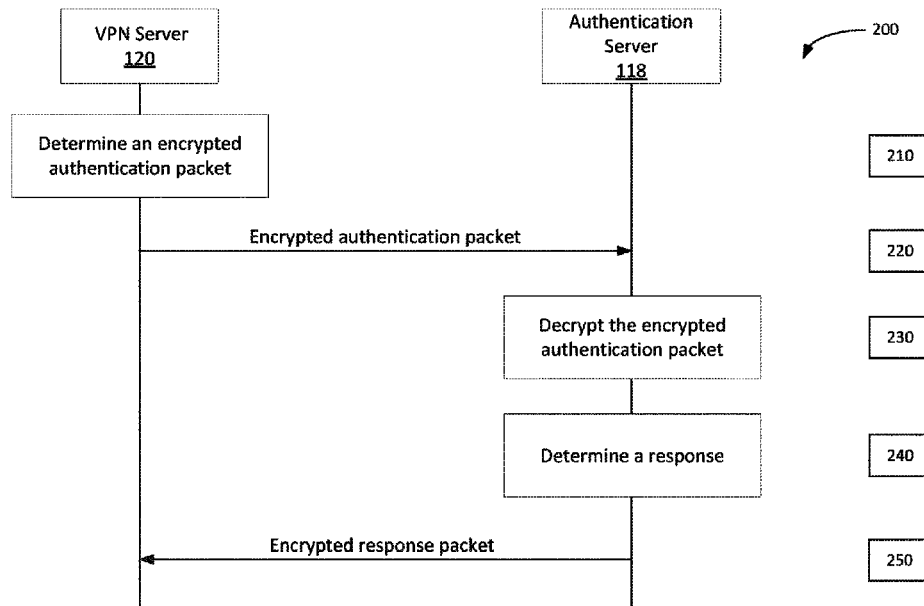 VPN Server
120
Authentication
Server
118
200
Determine an encrypted
authentication packet
210
Encrypted authentication packet
220
Decrypt the encrypted
authentication packet
230
Determine a response
240
Encrypted response packet
250